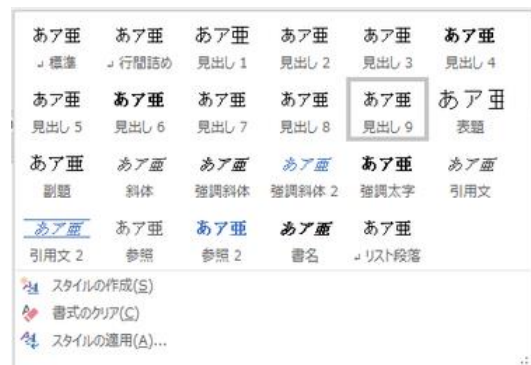 あア亜 あア亜 あア亜 あア亜 あア亜 あア亜
↲ 標準 ↲ 行間詰め 見出し 1 見出し 2 見出し 3 見出し 4
あア亜 あア亜 あア亜 あア亜 あア亜 あア亜
見出し 5 見出し 6 見出し 7 見出し 8 見出し 9 表題
あア亜 あア亜 あア亜 あア亜 あア亜 あア亜
副題 斜体 強調斜体 強調斜体 2 強調太字 引用文
あア亜 あア亜 あア亜 あア亜 あア亜
引用文 2 参照 参照 2 書名 ↲ リスト段落
スタイルの作成(S)
書式のクリア(C)
スタイルの適用(A)...